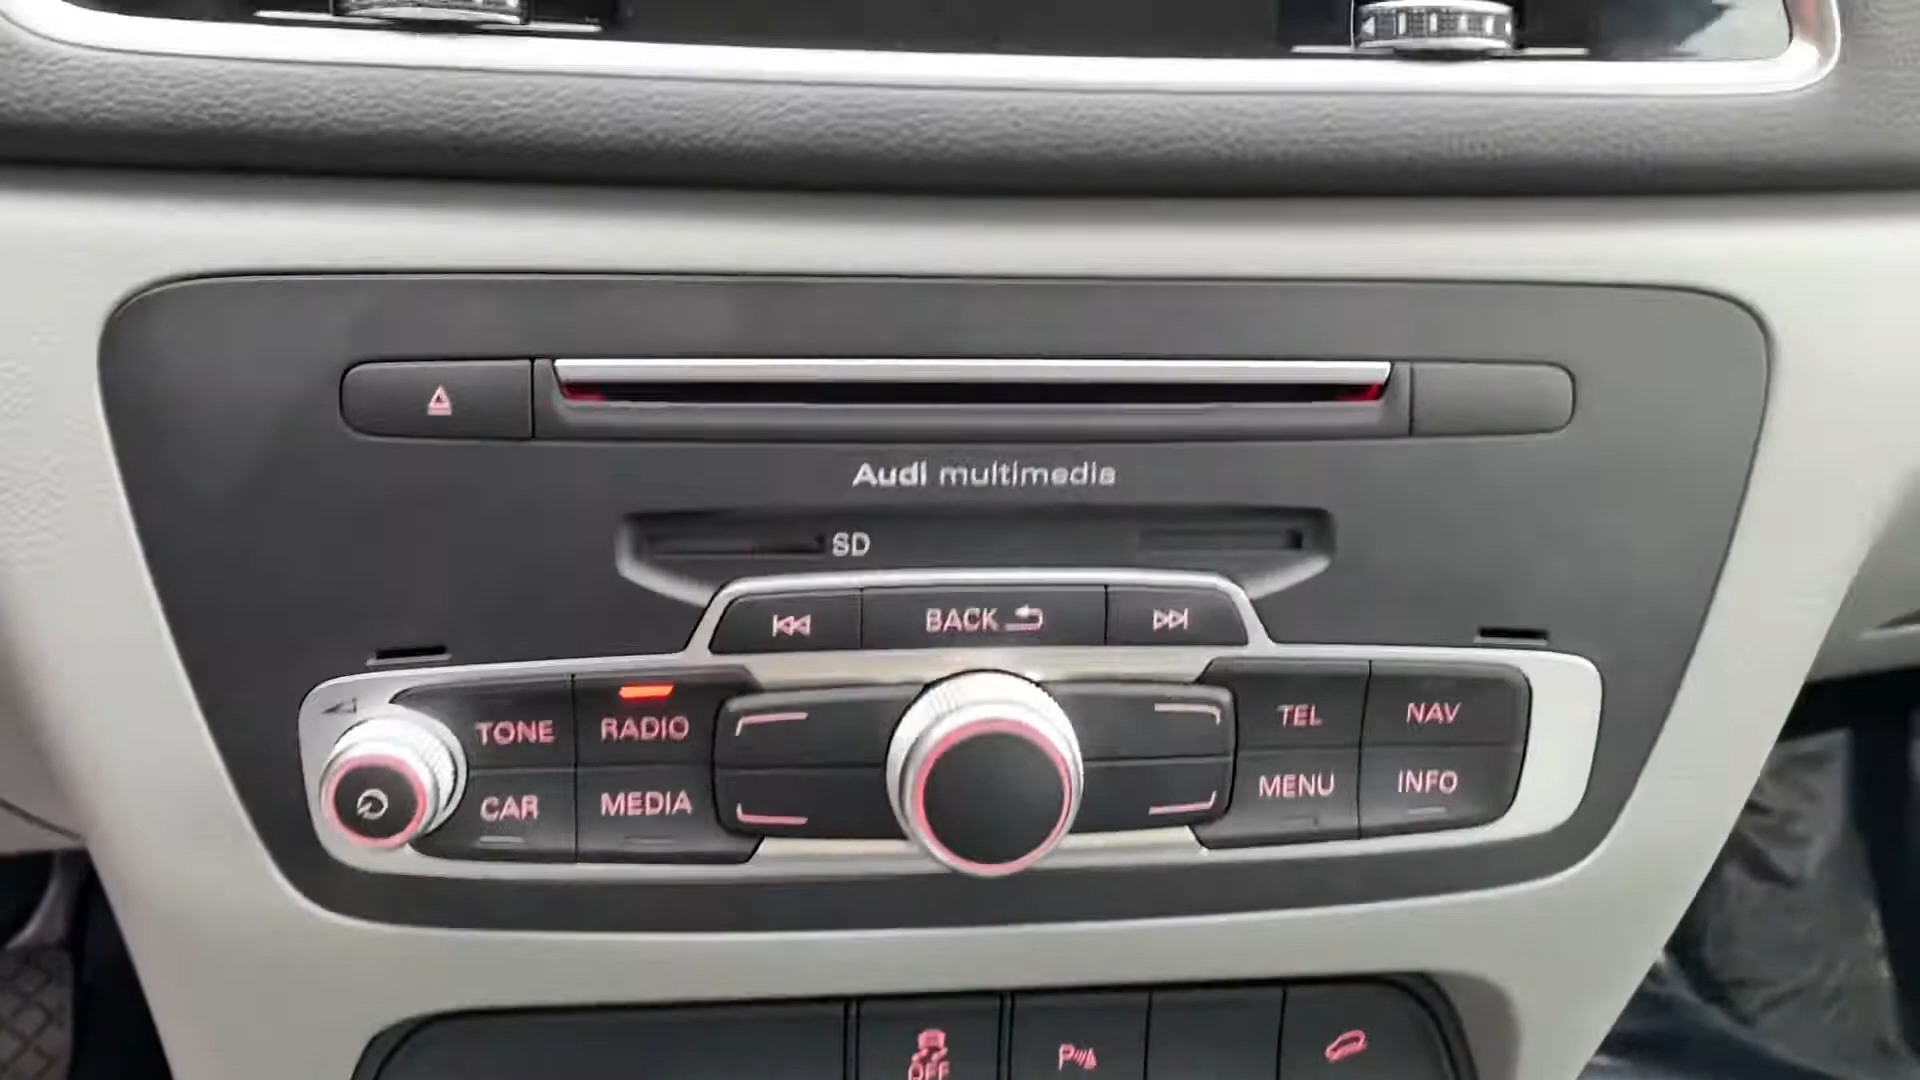 Audi multimedia
SD
BACK
TONE
RADIO
TEL
NAV
CAR
MEDIA
MENU
INFO
OFF
P